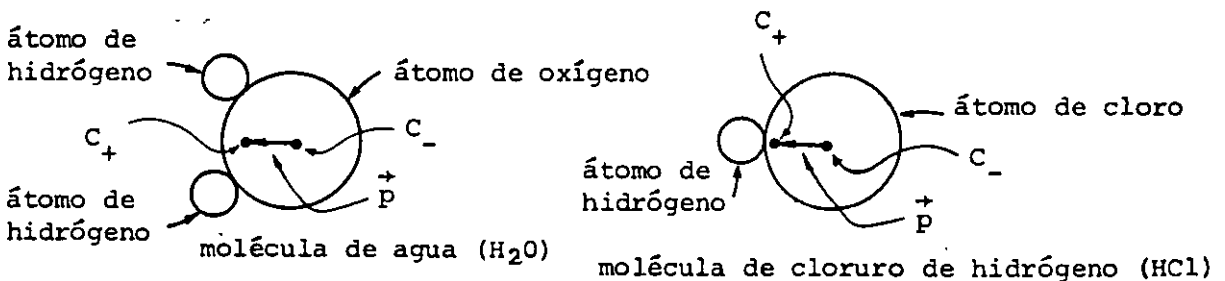 átomo de
hidrógeno
átomo de oxígeno
C+
C-
átomo de
hidrógeno
p
molécula de agua (H2O)
C+
átomo de cloro
C-
átomo de
hidrógeno
p
molécula de cloruro de hidrógeno (HCl)